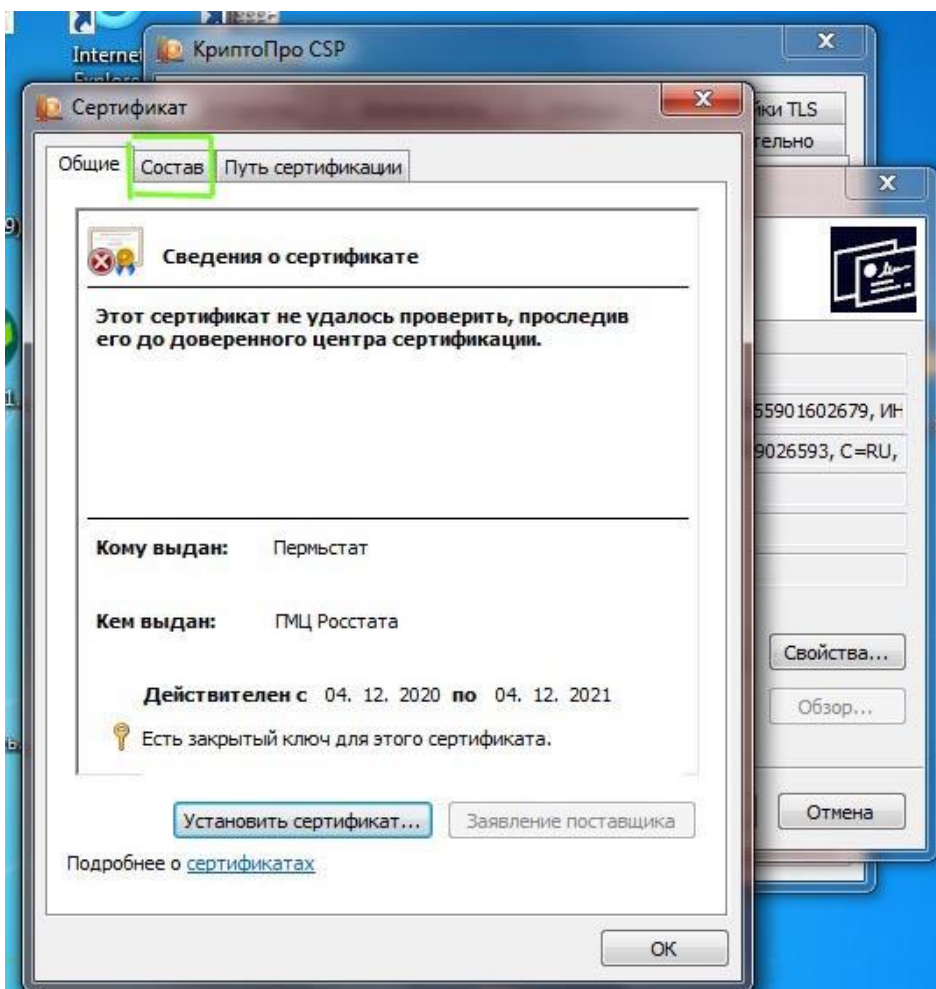 Internet
КриптоПро CSP
Сертификат
йки TLS
тельно
Общие
Состав
Путь сертификации
Сведения о сертификате
Этот сертификат не удалось проверить, проследив
его до доверенного центра сертификации.
55901602679, ИН
9026593, C=RU,
Кому выдан: Пермьстат
Кем выдан: ГМЦ Росстата
Действителен с 04. 12. 2020 по 04. 12. 2021
Есть закрытый ключ для этого сертификата.
Свойства...
Обзор...
Установить сертификат...
Заявление поставщика
Отмена
Подробнее о сертификатах
ОК